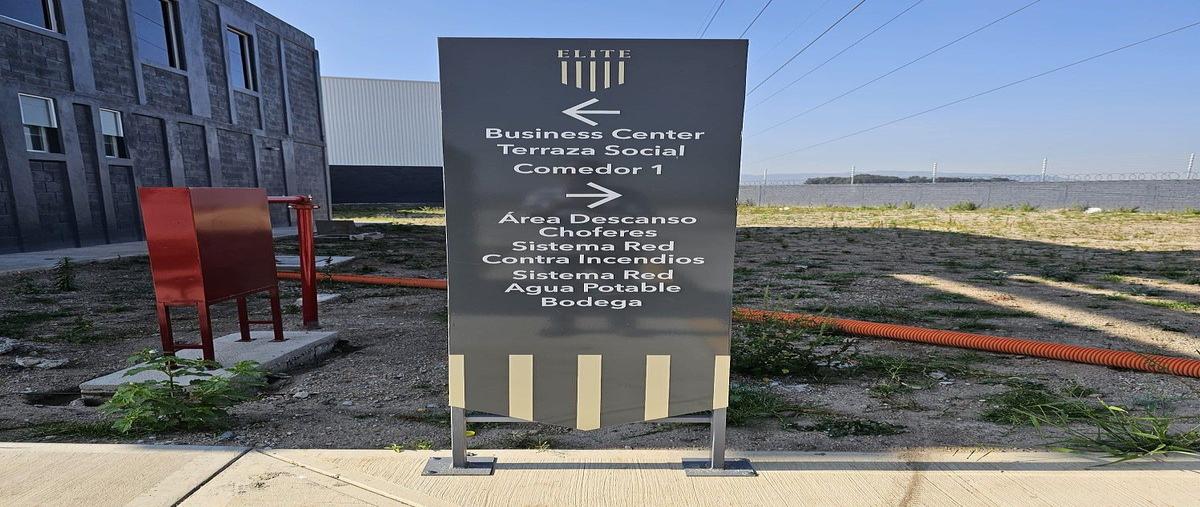 ELITE
Business Center
Terraza Social
Comedor 1
Área Descanso
Choferes
Sistema Red
Contra Incendios
Sistema Red
Agua Potable
Bodega